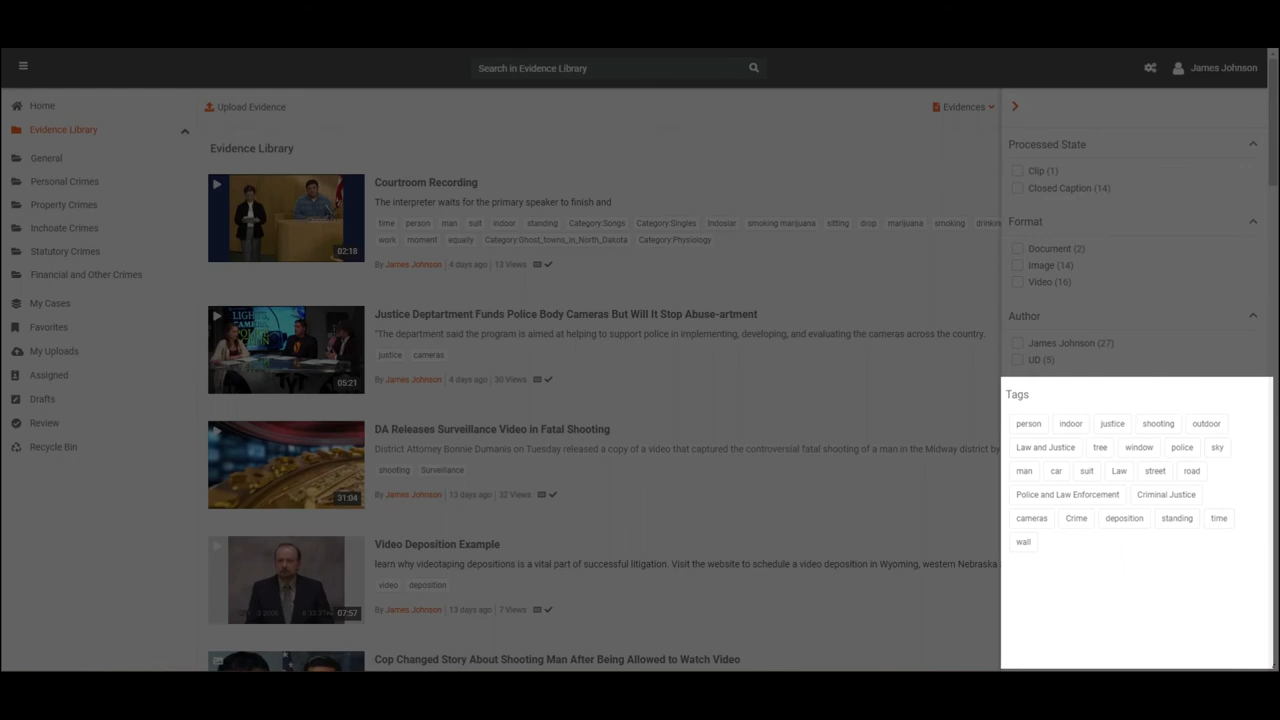 Search in Evidence Library
James Johnson
Home
Evidence Library
General
Personal Crimes
Property Crimes
Inchoate Crimes
Statutory Crimes
Financial and Other Crimes
My Cases
Favorites
My Uploads
Assigned
Drafts
Review
Recycle Bin
Upload Evidence
Evidences
Evidence Library
02:18
Courtroom Recording
The interpreter waits for the primary speaker to finish and
time person man suit indoor standing Category:Songs Category:Singles Indosiar smoking marijuana sitting drop marijuana smoking drinkin
work moment equally Category:Ghost_towns_in_North_Dakota Category:Physiology
By James Johnson | 4 days ago | 13 Views
05:21
Justice Deptartment Funds Police Body Cameras But Will It Stop Abuse-artment
"The department said the program is aimed at helping to support police in implementing, developing, and evaluating the cameras across the country.
justice cameras
By James Johnson | 4 days ago | 30 Views
31:04
DA Releases Surveillance Video in Fatal Shooting
District Attorney Bonnie Dumanis on Tuesday released a copy of a video that captured the controversial fatal shooting of a man in the Midway district by
shooting Surveillance
By James Johnson | 13 days ago | 32 Views
07:57
Video Deposition Example
learn why videotaping depositions is a vital part of successful litigation. Visit the website to schedule a video deposition in Wyoming, western Nebraska
video deposition
By James Johnson | 13 days ago | 7 Views
Cop Changed Story About Shooting Man After Being Allowed to Watch Video
Processed State
Clip (1)
Closed Caption (14)
Format
Document (2)
Image (14)
Video (16)
Author
James Johnson (27)
UD (5)
Tags
person indoor justice shooting outdoor
Law and Justice tree window police sky
man car suit Law street road
Police and Law Enforcement Criminal Justice
cameras Crime deposition standing time
wall